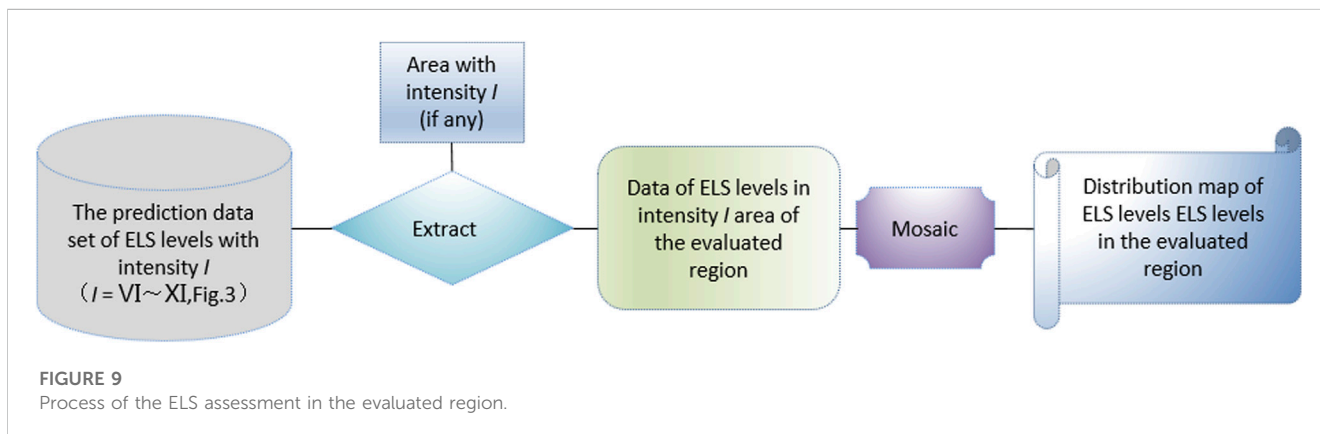 Area with
intensity I
(if any)
The prediction data
set of ELS levels with
intensity I
（I = VI～XI,Fig.3）
Extract
Data of ELS levels in
intensity I area of
the evaluated
region
Mosaic
Distribution map of
ELS levels ELS levels
in the evaluated
region
FIGURE 9
Process of the ELS assessment in the evaluated region.